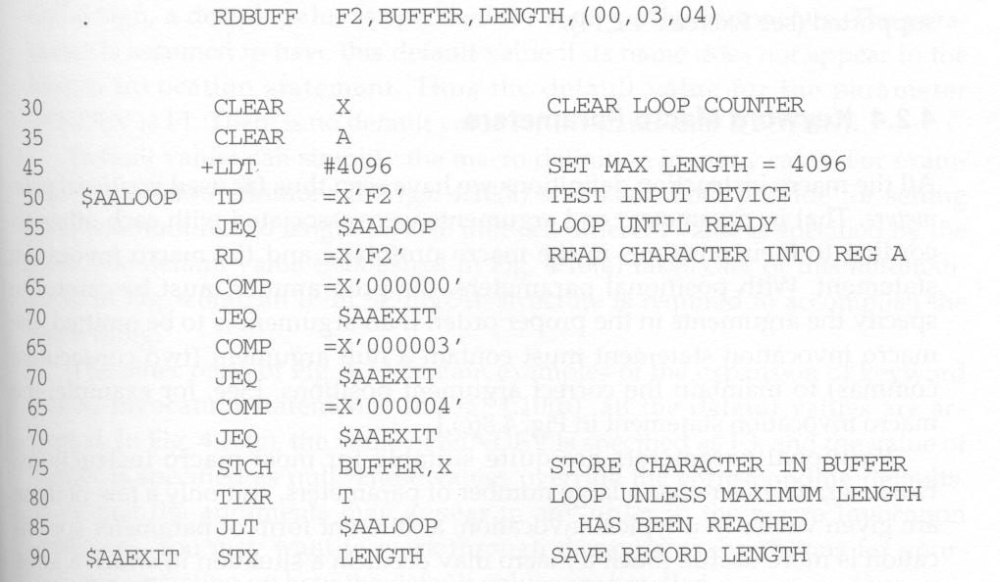 . RDBUFF F2,BUFFER,LENGTH,(00,03,04)
30 CLEAR X CLEAR LOOP COUNTER
35 CLEAR A
45 +LDT #4096 SET MAX LENGTH = 4096
50 $AALOOP TD =X'F2' TEST INPUT DEVICE
55 JEQ $AALOOP LOOP UNTIL READY
60 RD =X'F2' READ CHARACTER INTO REG A
65 COMP =X'000000'
70 JEQ $AAEXIT
65 COMP =X'000003'
70 JEQ $AAEXIT
65 COMP =X'000004'
70 JEQ $AAEXIT
75 STCH BUFFER,X STORE CHARACTER IN BUFFER
80 TIXR T LOOP UNLESS MAXIMUM LENGTH
85 JLT $AALOOP HAS BEEN REACHED
90 $AAEXIT STX LENGTH SAVE RECORD LENGTH